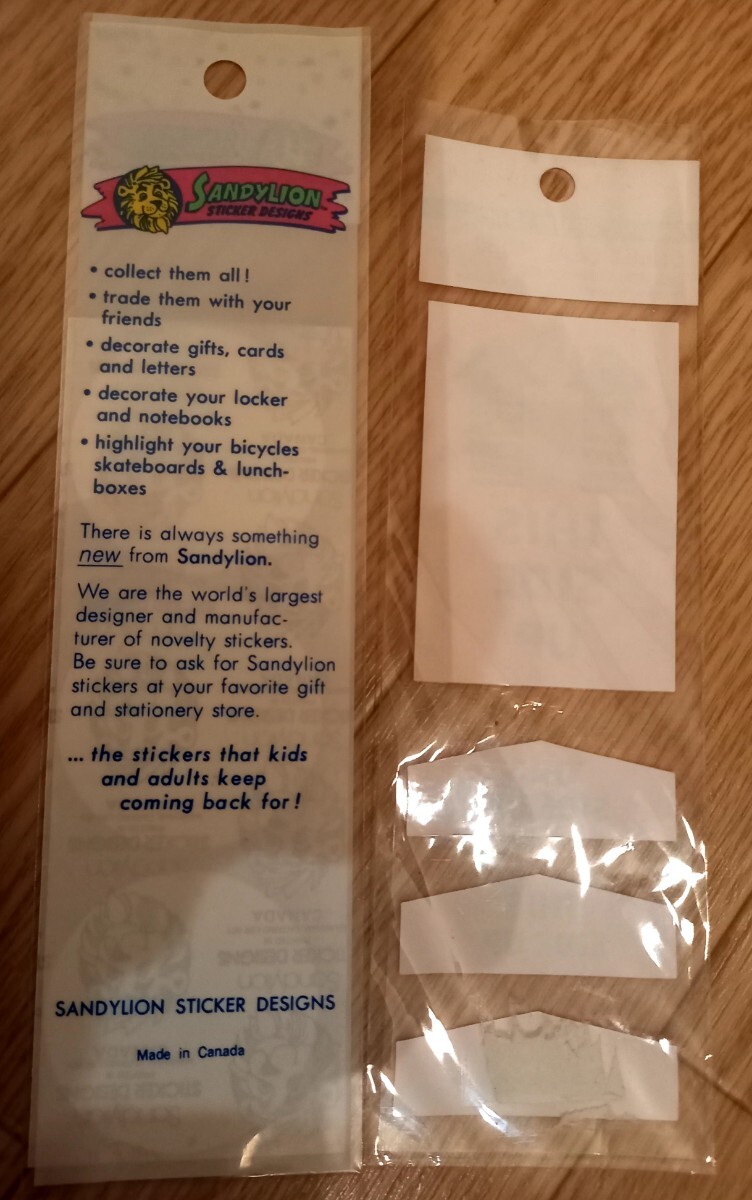 SANDYLION™
STICKER DESIGNS
• collect them all!
• trade them with your
friends
• decorate gifts, cards
and letters
• decorate your locker
and notebooks
• highlight your bicycles
skateboards & lunch-
boxes
There is always something
new from Sandylion.
We are the world's largest
designer and manufac-
turer of novelty stickers.
Be sure to ask for Sandylion
stickers at your favorite gift
and stationery store.
... the stickers that kids
and adults keep
coming back for!
CANADA
STICKER DESIGNS
SANDYLION
SANDYLION STICKER DESIGNS
Made in Canada